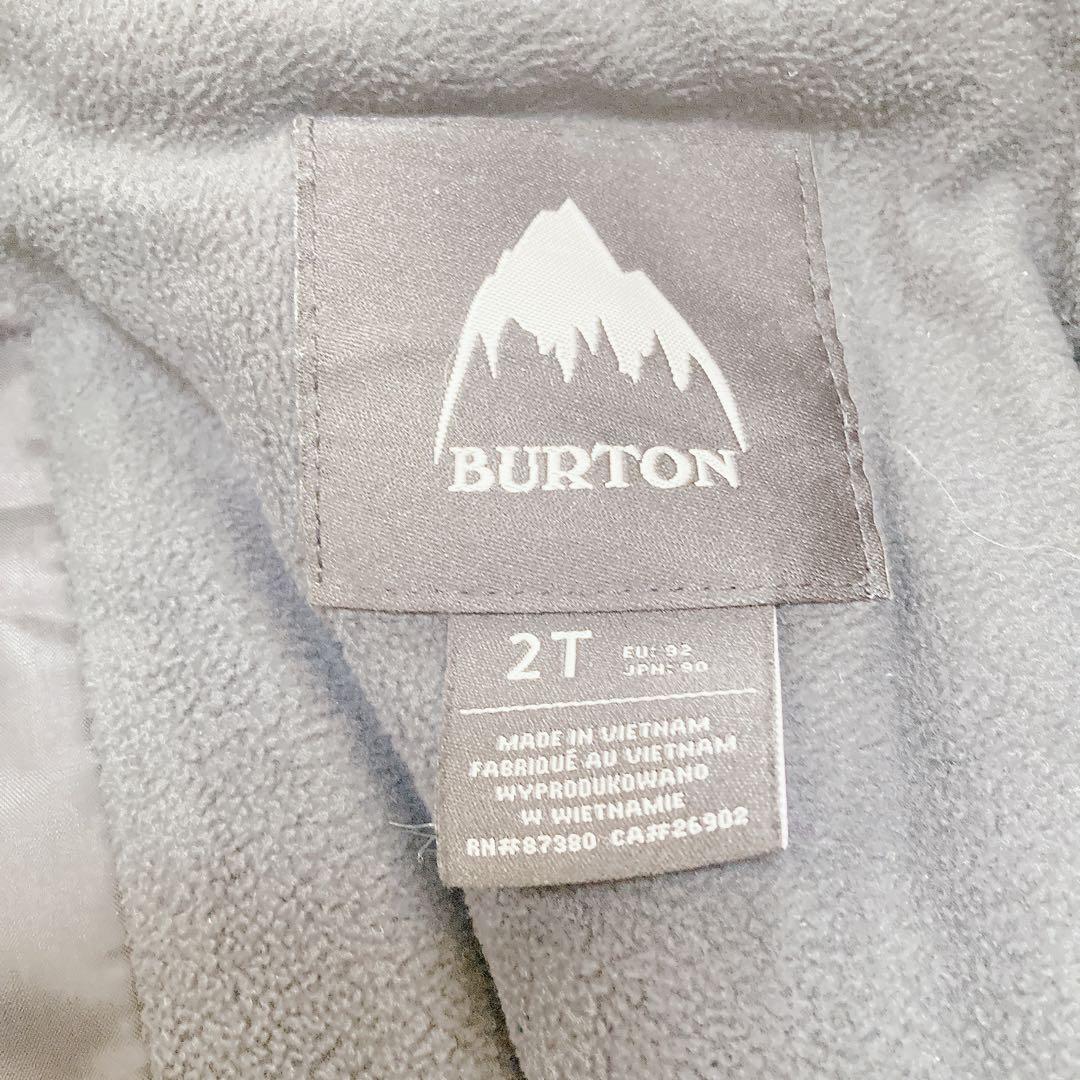 BURTON
2T
EU: 92
JPN: 90
MADE IN VIETNAM
FABRIQUÉ AU VIETNAM
WYPRODUKOWANO
W WIETNAMIE
RN#87380 CA#26902